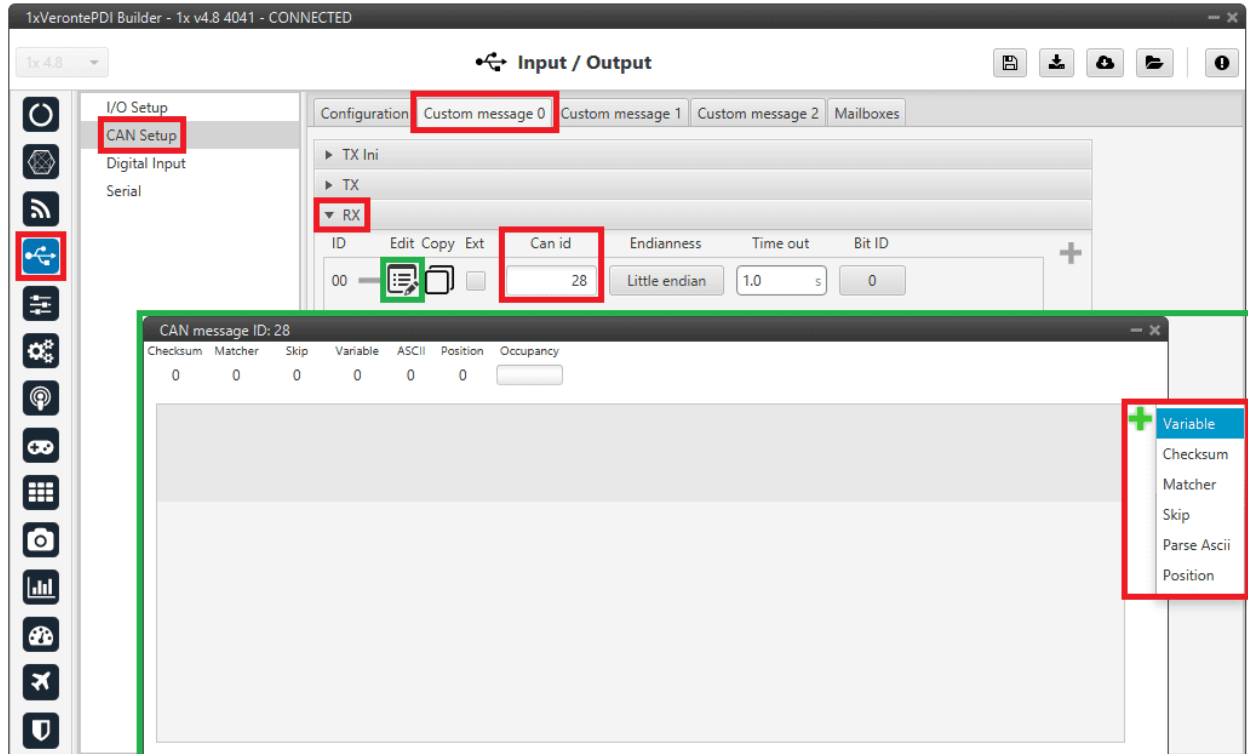 1xVerontePDI Builder - 1x v4.8 4041 - CONNECTED
1x 4.8
Input / Output
I/O Setup
CAN Setup
Digital Input
Serial
Configuration Custom message 0 Custom message 1 Custom message 2 Mailboxes
TX Ini
TX
RX
ID Edit Copy Ext Can id Endianness Time out Bit ID
00 28 Little endian 1.0 s 0
CAN message ID: 28
Checksum Matcher Skip Variable ASCII Position Occupancy
0 0 0 0 0 0
Variable
Checksum
Matcher
Skip
Parse Ascii
Position